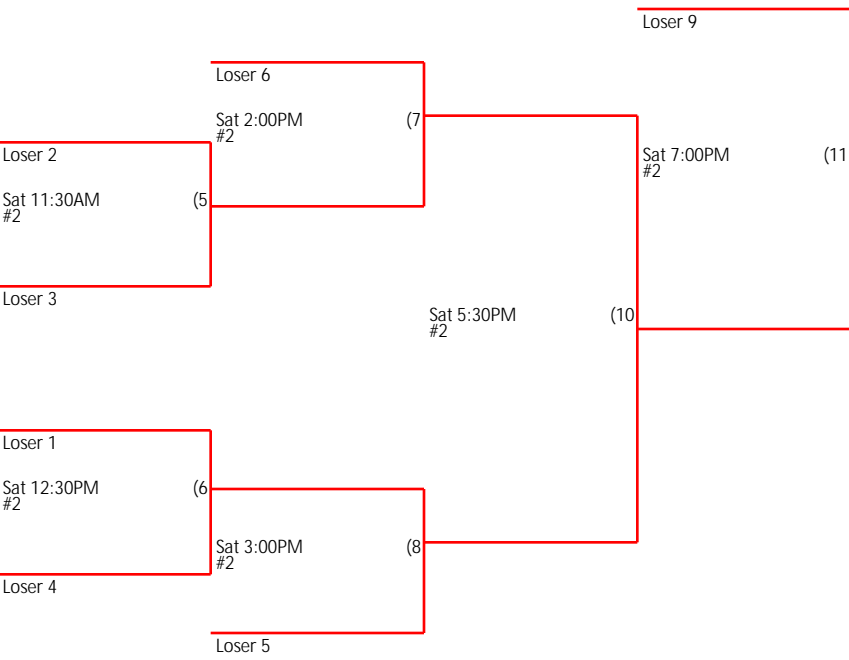 Loser 9
Loser 6
Sat 2:00PM (7
#2
Loser 2
Sat 7:00PM (11
#2
Sat 11:30AM (5
#2
Loser 3
Sat 5:30PM (10
#2
Loser 1
Sat 12:30PM (6
#2
Sat 3:00PM (8
#2
Loser 4
Loser 5